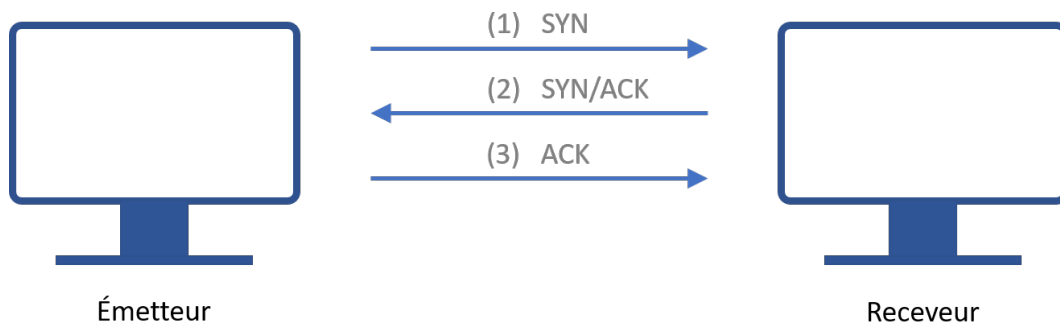 (1) SYN
(2) SYN/ACK
(3) ACK
Émetteur
Receveur